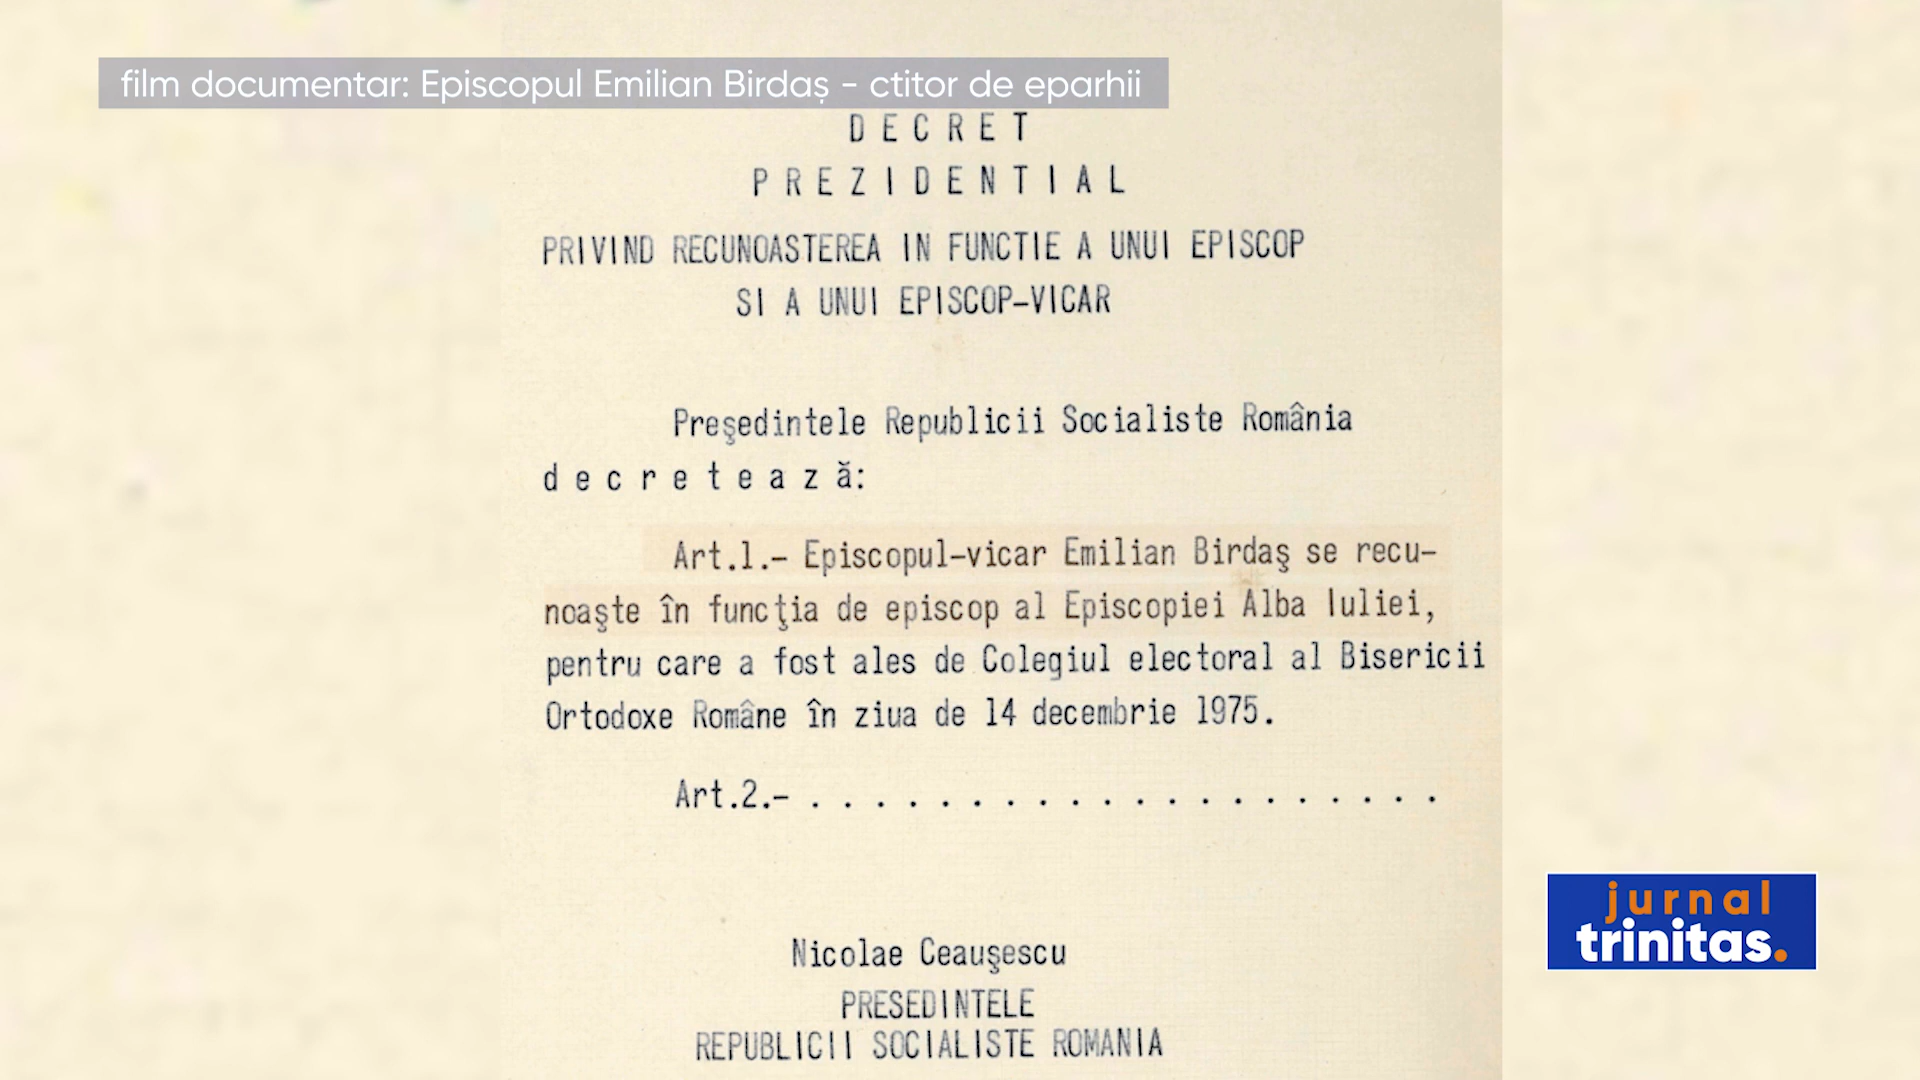 film documentar: Episcopul Emilian Birdaș - ctitor de eparhii
DECRET
PREZIDENTIAL
PRIVIND RECUNOASTEREA IN FUNCTIE A UNUI EPISCOP
SI A UNUI EPISCOP-VICAR
Preşedintele Republicii Socialiste România
decretează:
Art.1.- Episcopul-vicar Emilian Birdaş se recu-
noaşte în funcţia de episcop al Episcopiei Alba Iuliei,
pentru care a fost ales de Colegiul electoral al Bisericii
Ortodoxe Române în ziua de 14 decembrie 1975.
Art.2.- . . . . . . . . . . . . . . . . . . . .
Nicolae Ceauşescu
PRESEDINTELE
REPUBLICII SOCIALISTE ROMANIA
jurnal
trinitas.